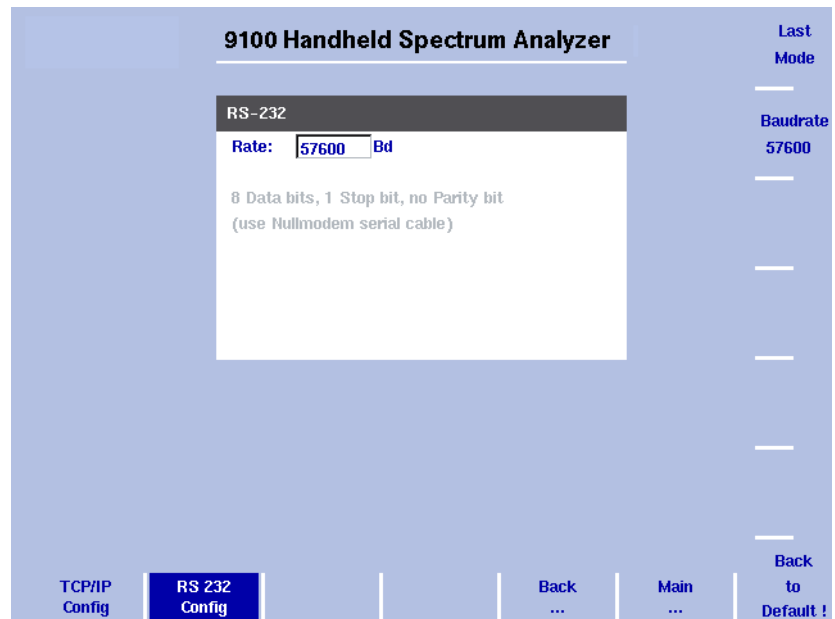 9100 Handheld Spectrum Analyzer
Last
Mode
RS-232
Baudrate
57600
Rate: 57600 Bd
8 Data bits, 1 Stop bit, no Parity bit
(use Nullmodem serial cable)
TCP/IP
Config
RS 232
Config
Back
...
Main
...
Back
to
Default !